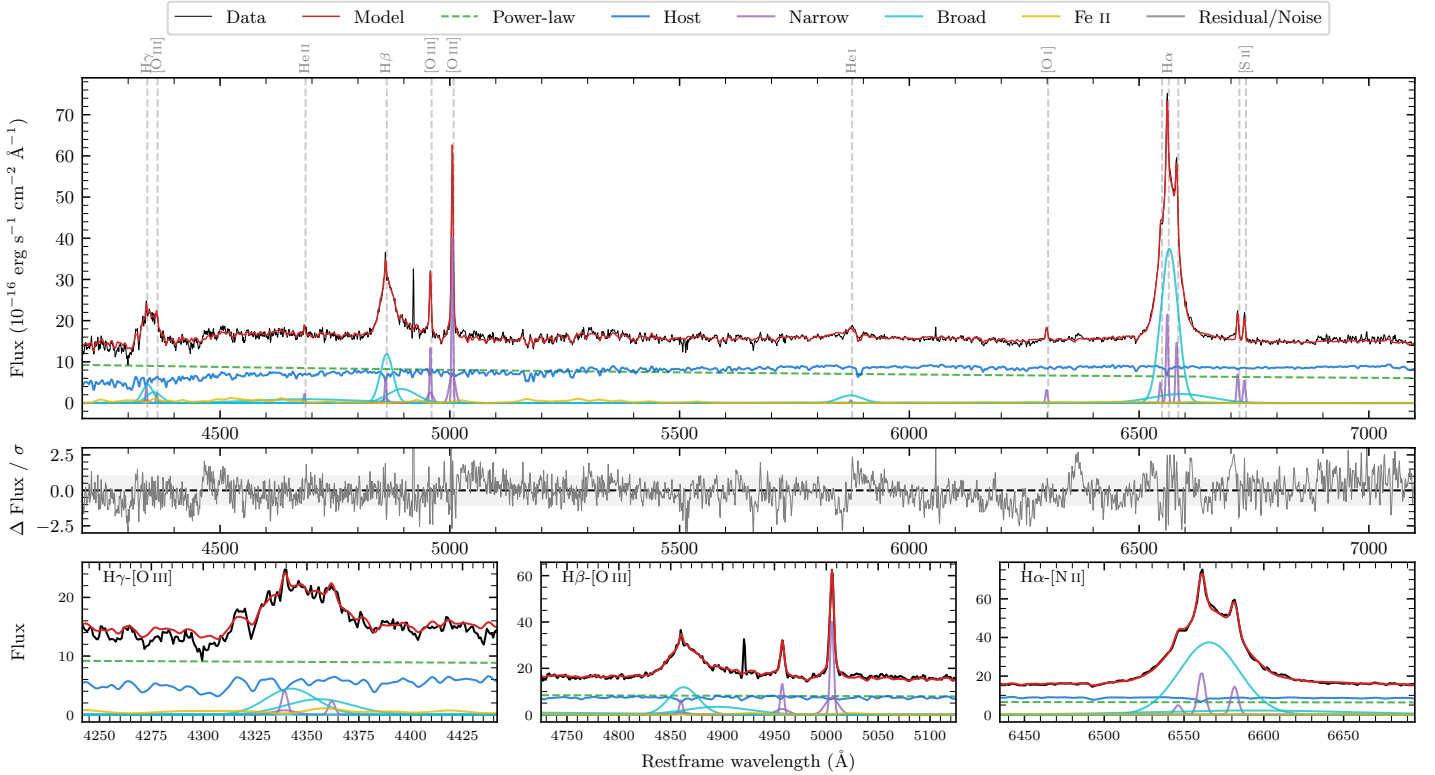 Data Model Power-law Host Narrow Broad Fe II Residual/Noise
Hγ [O III] He II Hβ [O III] [O III] He I [O I] Hα [S II]
Flux (10⁻¹⁶ erg s⁻¹ cm⁻² Å⁻¹)
70
60
50
40
30
20
10
0
4500 5000 5500 6000 6500 7000
Δ Flux / σ
2.5
0.0
−2.5
4500 5000 5500 6000 6500 7000
Flux
Hγ-[O III]
20
10
0
4250 4275 4300 4325 4350 4375 4400 4425
Hβ-[O III]
60
40
20
0
4750 4800 4850 4900 4950 5000 5050 5100
Hα-[N II]
60
40
20
0
6450 6500 6550 6600 6650
Restframe wavelength (Å)